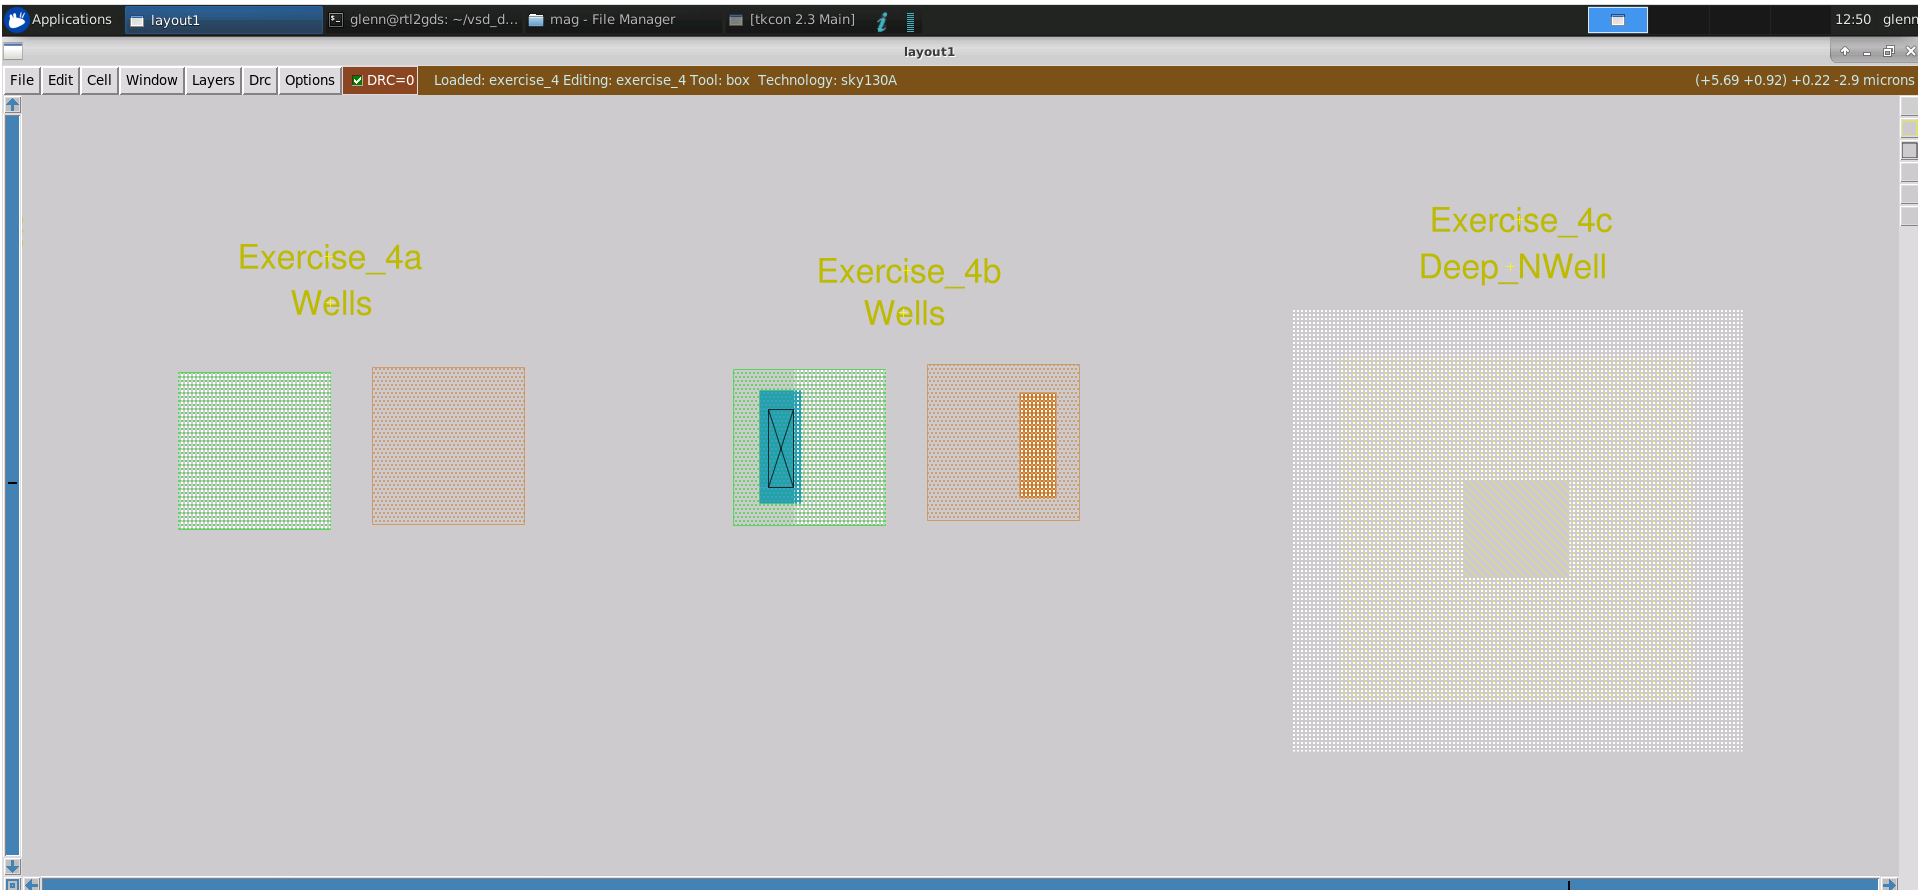 Applications
layout1
glenn@rtl2gds: ~/vsd_d...
mag - File Manager
[tkcon 2.3 Main]
12:50
glenn
layout1
File Edit Cell Window Layers Drc Options DRC=0 Loaded: exercise_4 Editing: exercise_4 Tool: box Technology: sky130A (+5.69 +0.92) +0.22 -2.9 microns
Exercise_4a
Wells
Exercise_4b
Wells
Exercise_4c
Deep_NWell